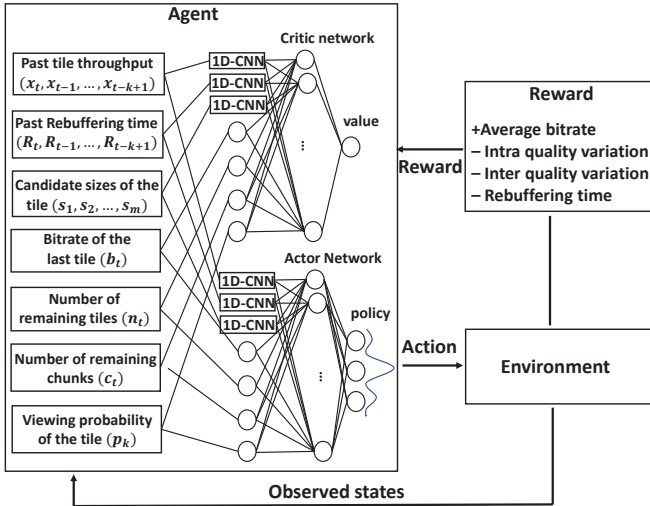 Agent
Past tile throughput
(x_t, x_{t−1}, …, x_{t−k+1})
Past Rebuffering time
(R_t, R_{t−1}, …, R_{t−k+1})
Candidate sizes of the
tile (s_1, s_2, …, s_m)
Bitrate of the
last tile (b_t)
Number of
remaining tiles (n_t)
Number of remaining
chunks (c_t)
Viewing probability
of the tile (p_k)
Critic network
1D-CNN
1D-CNN
1D-CNN
value
...
Actor Network
1D-CNN
1D-CNN
1D-CNN
policy
...
Reward
+Average bitrate
– Intra quality variation
– Inter quality variation
– Rebuffering time
Reward
Action
Environment
Observed states